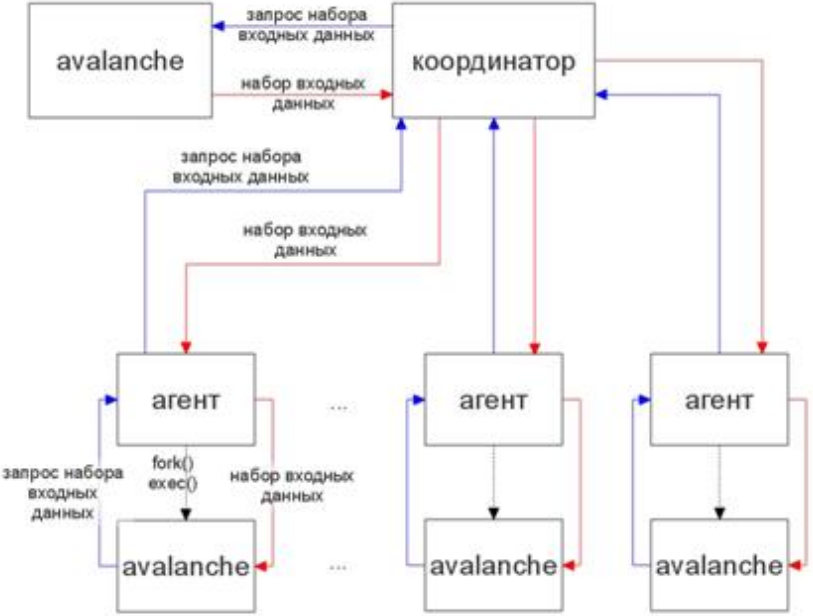 запрос набора
входных данных
avalanche
координатор
набор входных
данных
запрос набора
входных данных
набор входных
данных
агент
...
агент
агент
запрос набора
входных
данных
fork()
exec()
набор входных
данных
avalanche
...
avalanche
avalanche